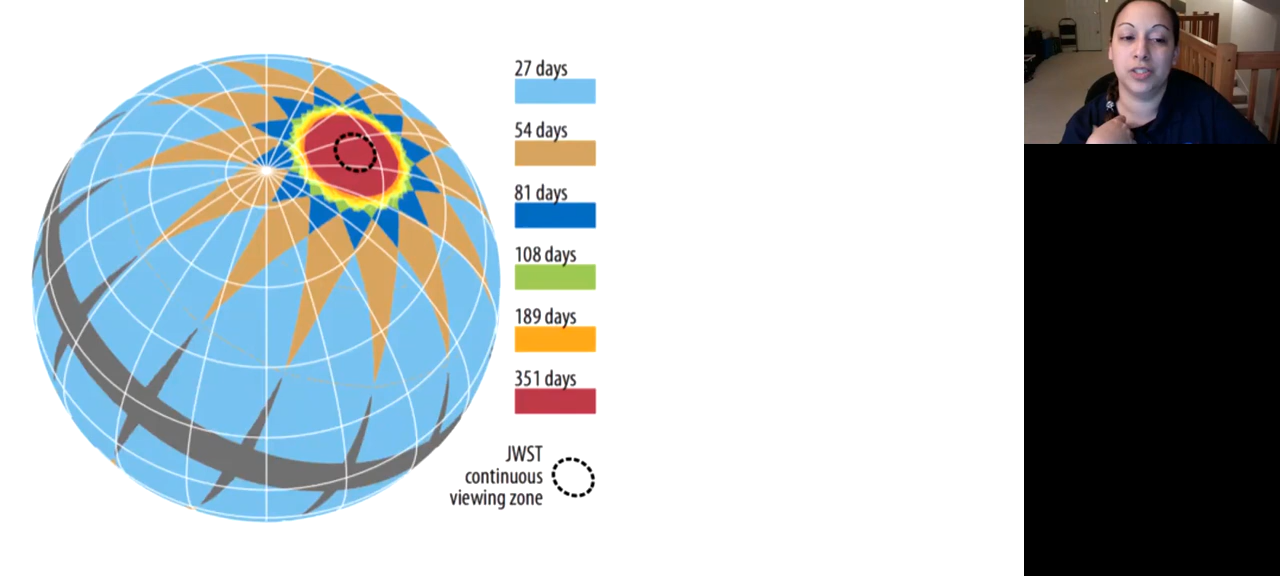 27 days
54 days
81 days
108 days
189 days
351 days
JWST
continuous
viewing zone